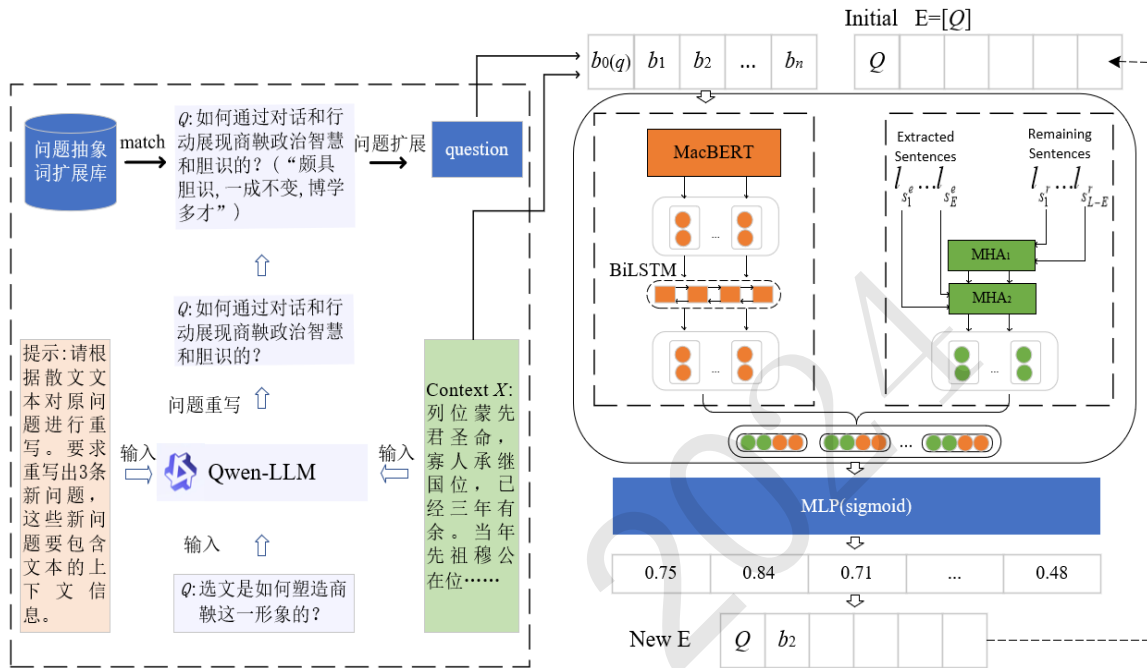 Initial E=[Q]
b₀(q) b₁ b₂ ... bₙ
Q
问题抽象
词扩展库
match
Q:如何通过对话和行
动展现商鞅政治智慧
和胆识的?(“颇具
胆识,一成不变,博学
多才”)
问题扩展
question
MacBERT
...
BiLSTM
...
Extracted
Sentences
Remaining
Sentences
l_{s_1^e} ... l_{s_E^e}
l_{s_1^r} ... l_{s_{L-E}^r}
MHA₁
MHA₂
...
Q:如何通过对话和行
动展现商鞅政治智慧
和胆识的?
提示:请根
据散文文
本对原问
题进行重
写。要求
重写出3条
新问题,
这些新问
题要包含
文本的上
下文信
息。
问题重写
输入
Qwen-LLM
输入
输入
Q:选文是如何塑造商
鞅这一形象的?
Context X:
列位蒙先
君圣命,
寡人承继
国位,已
经三年有
余。当年
先祖穆公
在位……
...
MLP(sigmoid)
0.75 0.84 0.71 ... 0.48
New E
Q b₂
2024